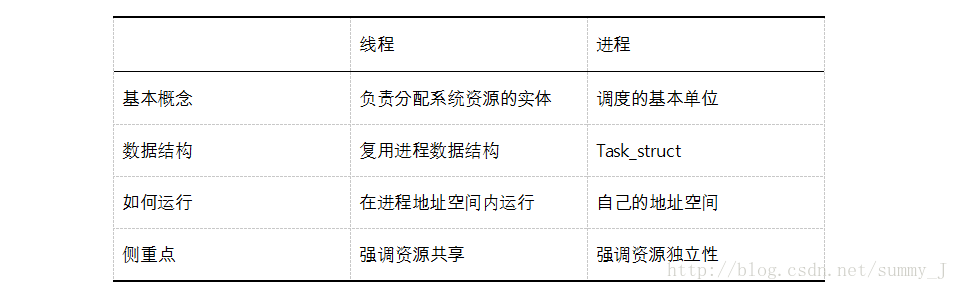 线程 进程
基本概念 负责分配系统资源的实体 调度的基本单位
数据结构 复用进程数据结构 Task_struct
如何运行 在进程地址空间内运行 自己的地址空间
侧重点 强调资源共享 强调资源独立性
http://blog.csdn.net/summy_J